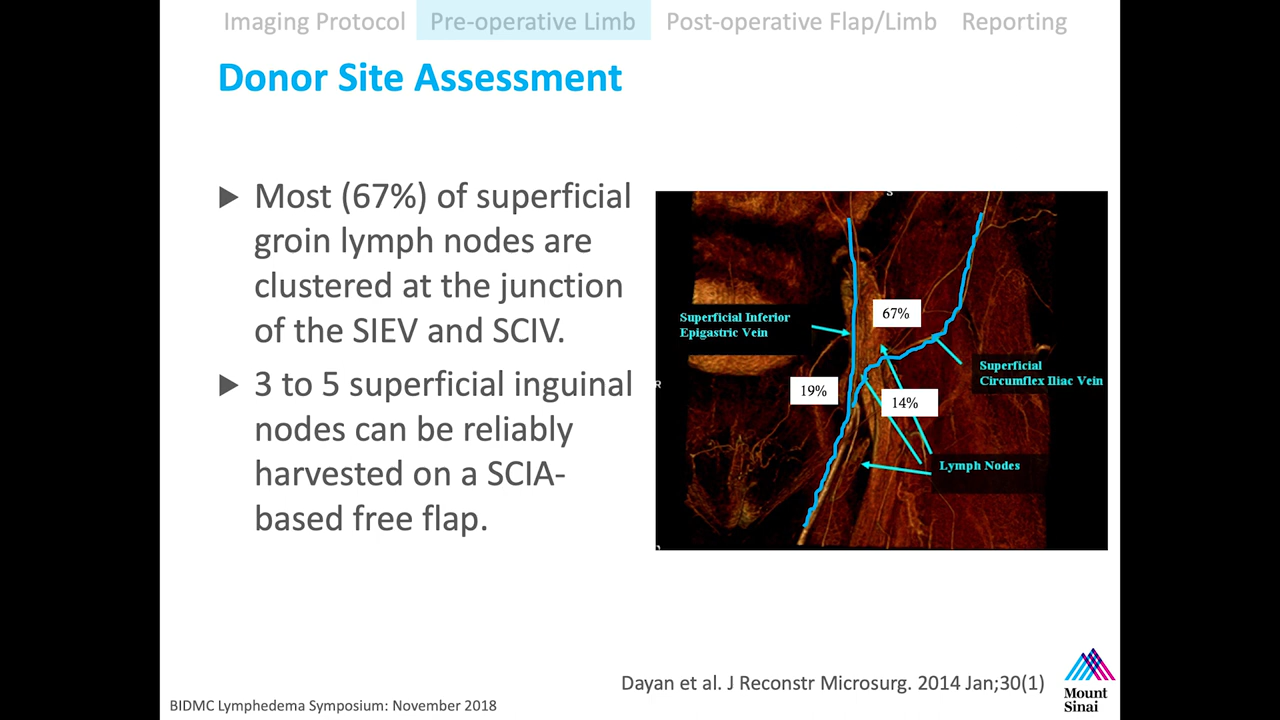 Imaging Protocol Pre-operative Limb Post-operative Flap/Limb Reporting
Donor Site Assessment
▶ Most (67%) of superficial
groin lymph nodes are
clustered at the junction
of the SIEV and SCIV.
▶ 3 to 5 superficial inguinal
nodes can be reliably
harvested on a SCIA-
based free flap.
S
R
Superficial Inferior
Epigastric Vein
67%
Superficial
Circumflex Iliac Vein
19%
14%
Lymph Nodes
Dayan et al. J Reconstr Microsurg. 2014 Jan;30(1)
Mount
Sinai
BIDMC Lymphedema Symposium: November 2018